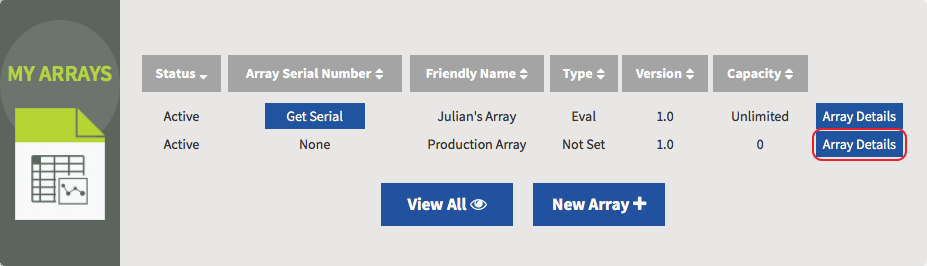 MY ARRAYS
Status Array Serial Number Friendly Name Type Version Capacity
Active Get Serial Julian's Array Eval 1.0 Unlimited Array Details
Active None Production Array Not Set 1.0 0 Array Details
View All New Array